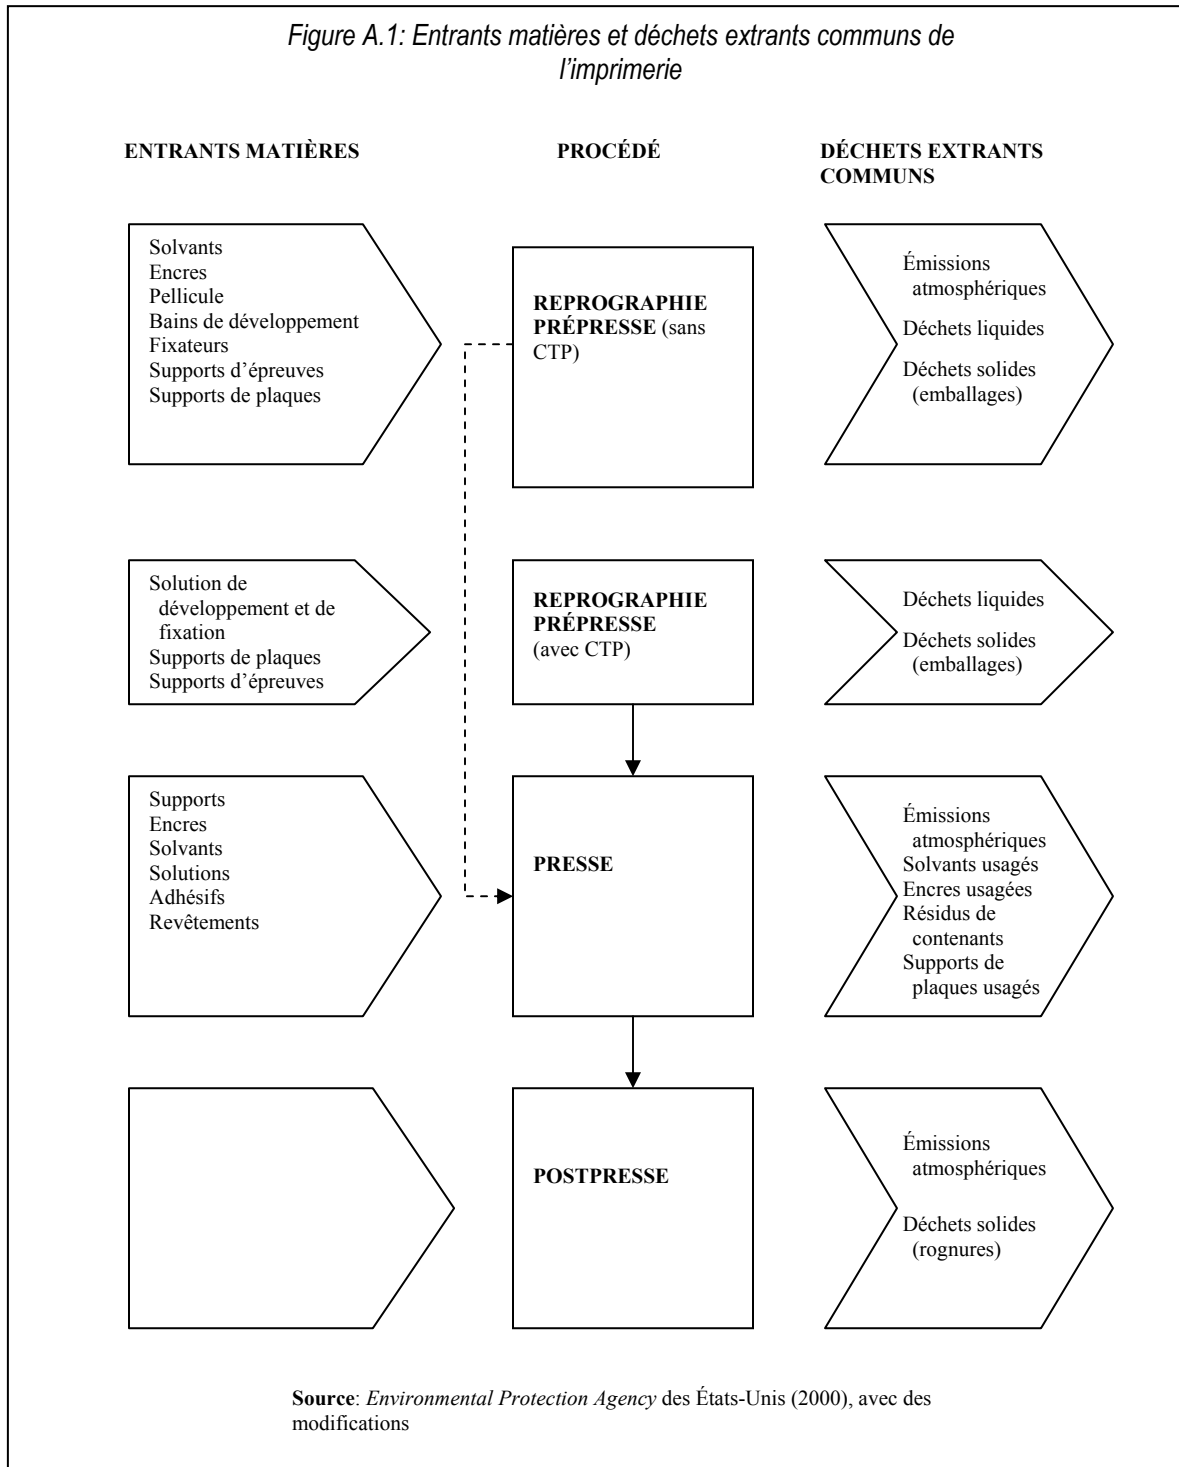 Figure A.1: Entrants matières et déchets extrants communs de
l'imprimerie
ENTRANTS MATIÈRES
PROCÉDÉ
DÉCHETS EXTRANTS
COMMUNS
Solvants
Encres
Pellicule
Bains de développement
Fixateurs
Supports d'épreuves
Supports de plaques
REPROGRAPHIE
PRÉPRESSE (sans
CTP)
Émissions
atmosphériques
Déchets liquides
Déchets solides
(emballages)
Solution de
développement et de
fixation
Supports de plaques
Supports d'épreuves
REPROGRAPHIE
PRÉPRESSE
(avec CTP)
Déchets liquides
Déchets solides
(emballages)
Supports
Encres
Solvants
Solutions
Adhésifs
Revêtements
PRESSE
Émissions
atmosphériques
Solvants usagés
Encres usagées
Résidus de
contenants
Supports de
plaques usagés
POSTPRESSE
Émissions
atmosphériques
Déchets solides
(rognures)
Source: Environmental Protection Agency des États-Unis (2000), avec des
modifications